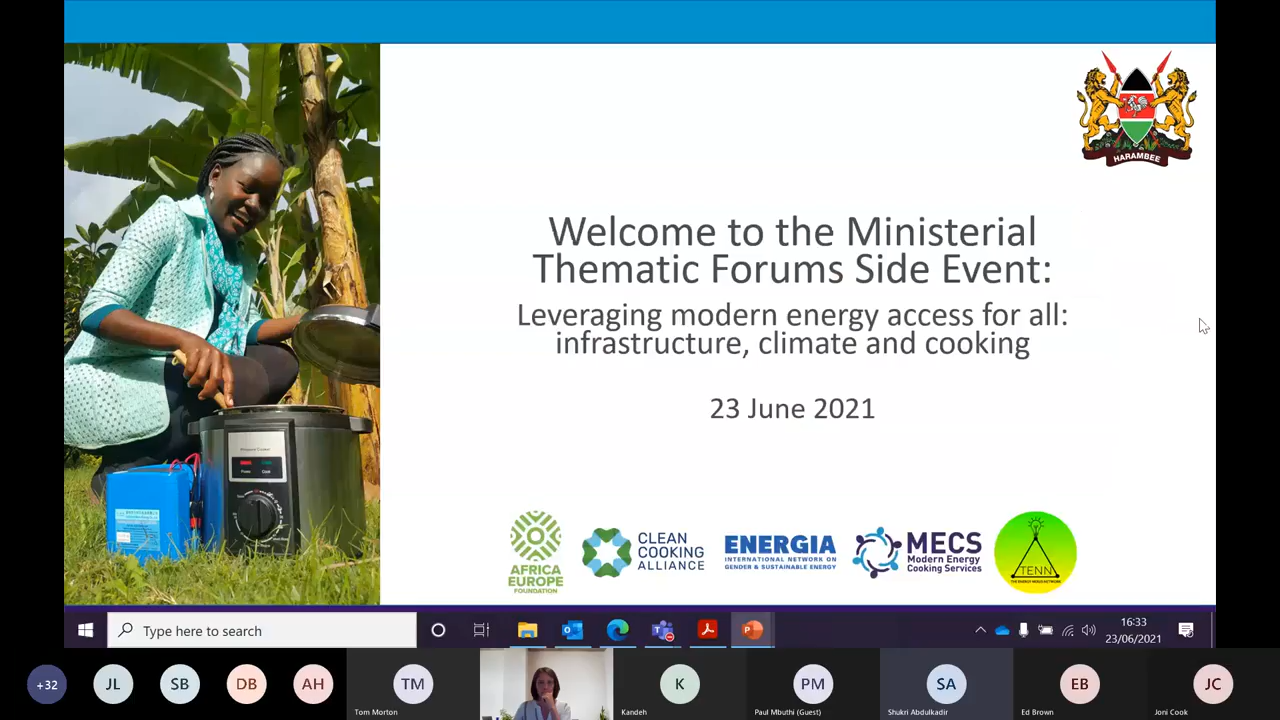 HARAMBEE
Welcome to the Ministerial
Thematic Forums Side Event:
Leveraging modern energy access for all:
infrastructure, climate and cooking
23 June 2021
AFRICA
EUROPE
FOUNDATION
CLEAN
COOKING
ALLIANCE
ENERGIA
INTERNATIONAL NETWORK ON
GENDER & SUSTAINABLE ENERGY
MECS
Modern Energy
Cooking Services
TENN
Type here to search
16:33
23/06/2021
+32
JL
SB
DB
AH
TM
Tom Morton
K
Kandeh
PM
Paul Mbuthi (Guest)
SA
Shukri Abdulkadir
EB
Ed Brown
JC
Joni Cook